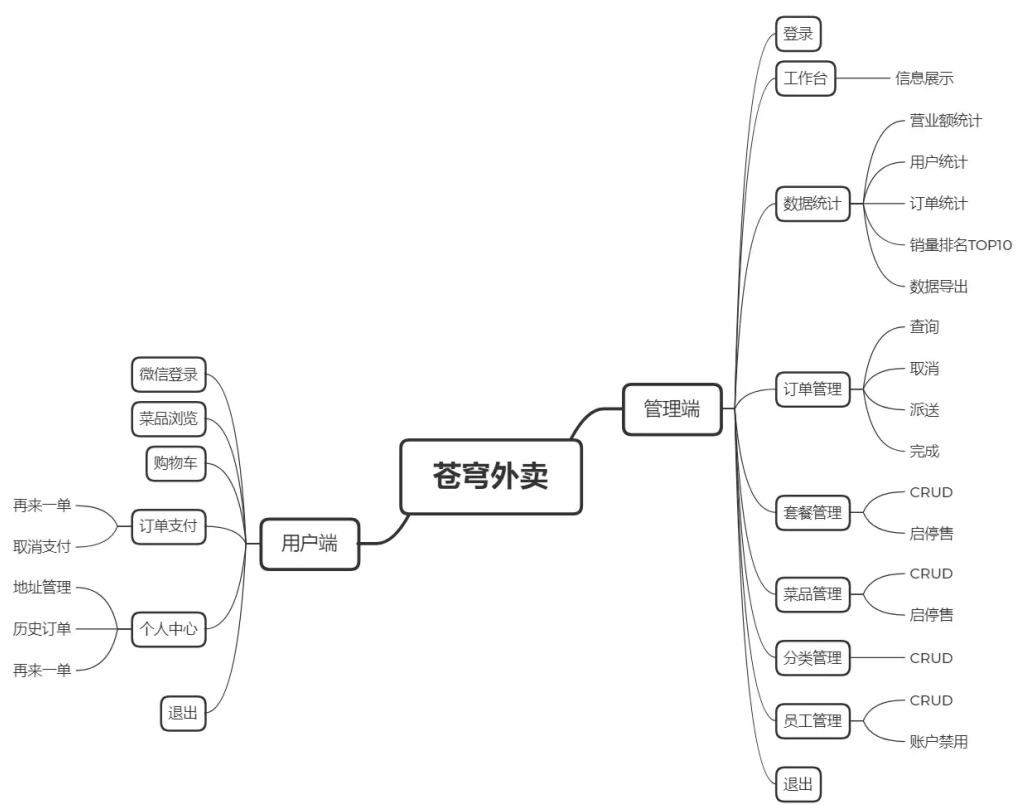 苍穹外卖
管理端
登录
工作台
信息展示
数据统计
营业额统计
用户统计
订单统计
销量排名TOP10
数据导出
订单管理
查询
取消
派送
完成
套餐管理
CRUD
启停售
菜品管理
CRUD
启停售
分类管理
CRUD
员工管理
CRUD
账户禁用
退出
用户端
微信登录
菜品浏览
购物车
订单支付
再来一单
取消支付
个人中心
地址管理
历史订单
再来一单
退出